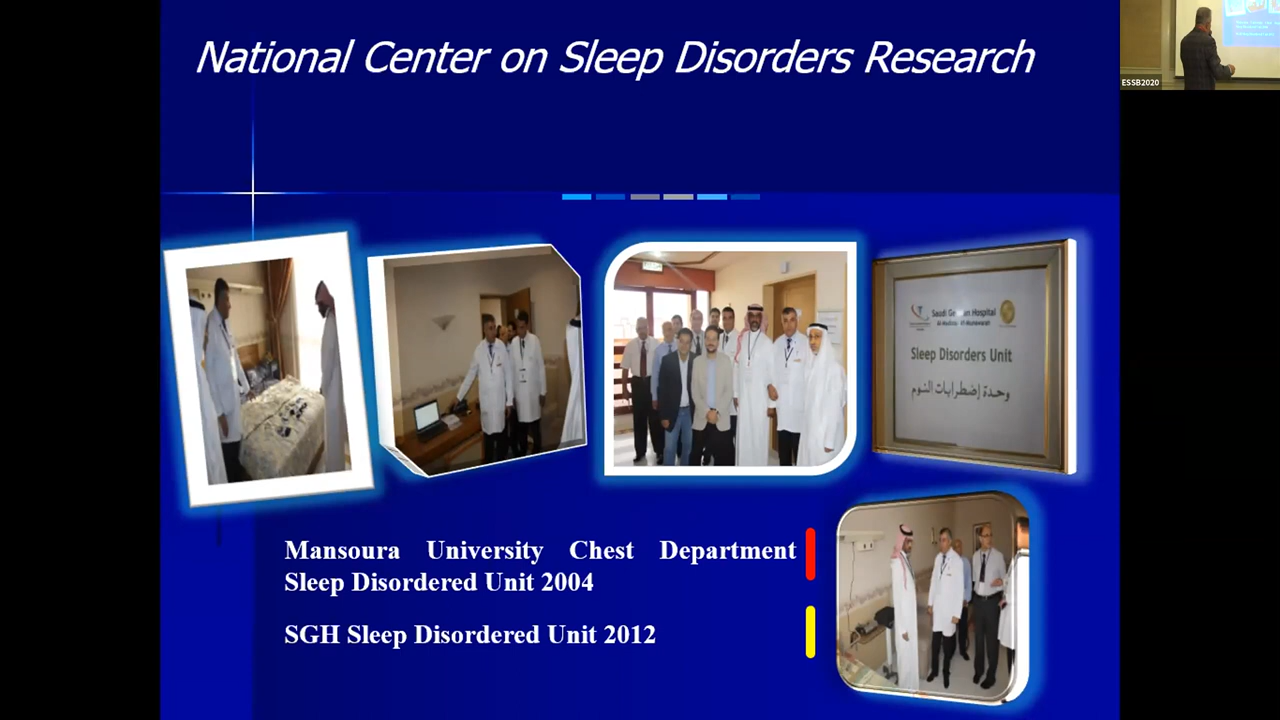 National Center on Sleep Disorders Research
ESSB2020
Saudi German Hospital
Sleep Disorders Unit
وحدة إضطرابات النوم
Mansoura University Chest Department
Sleep Disordered Unit 2004
SGH Sleep Disordered Unit 2012